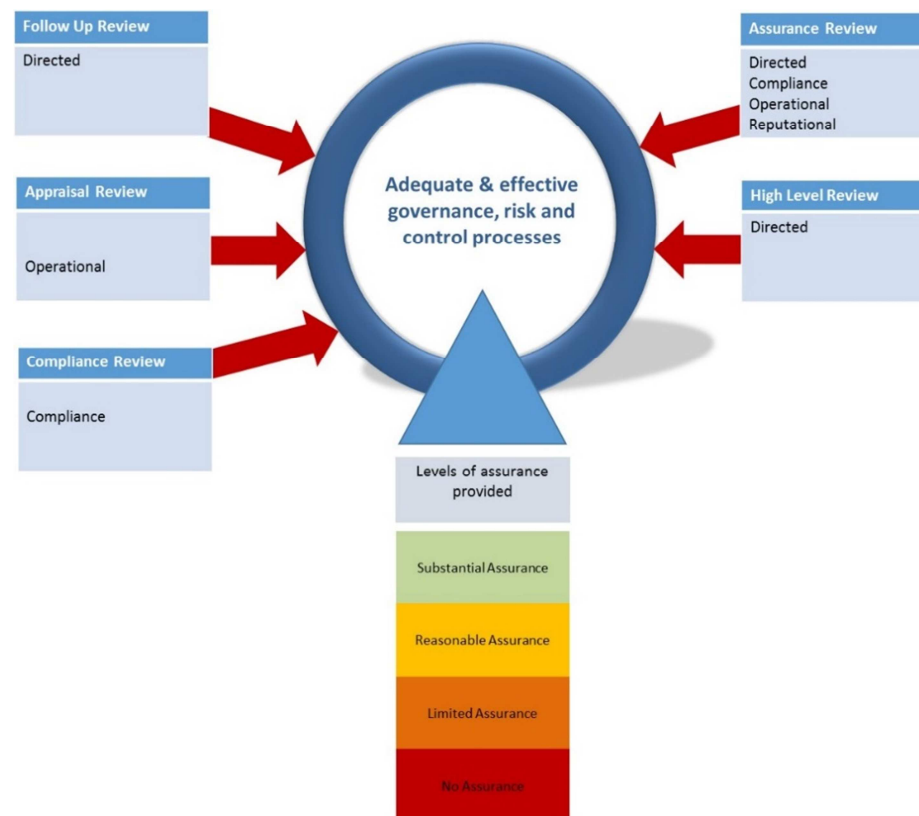 Follow Up Review
Directed
Appraisal Review
Operational
Compliance Review
Compliance
Adequate & effective
governance, risk and
control processes
Assurance Review
Directed
Compliance
Operational
Reputational
High Level Review
Directed
Levels of assurance
provided
Substantial Assurance
Reasonable Assurance
Limited Assurance
No Assurance